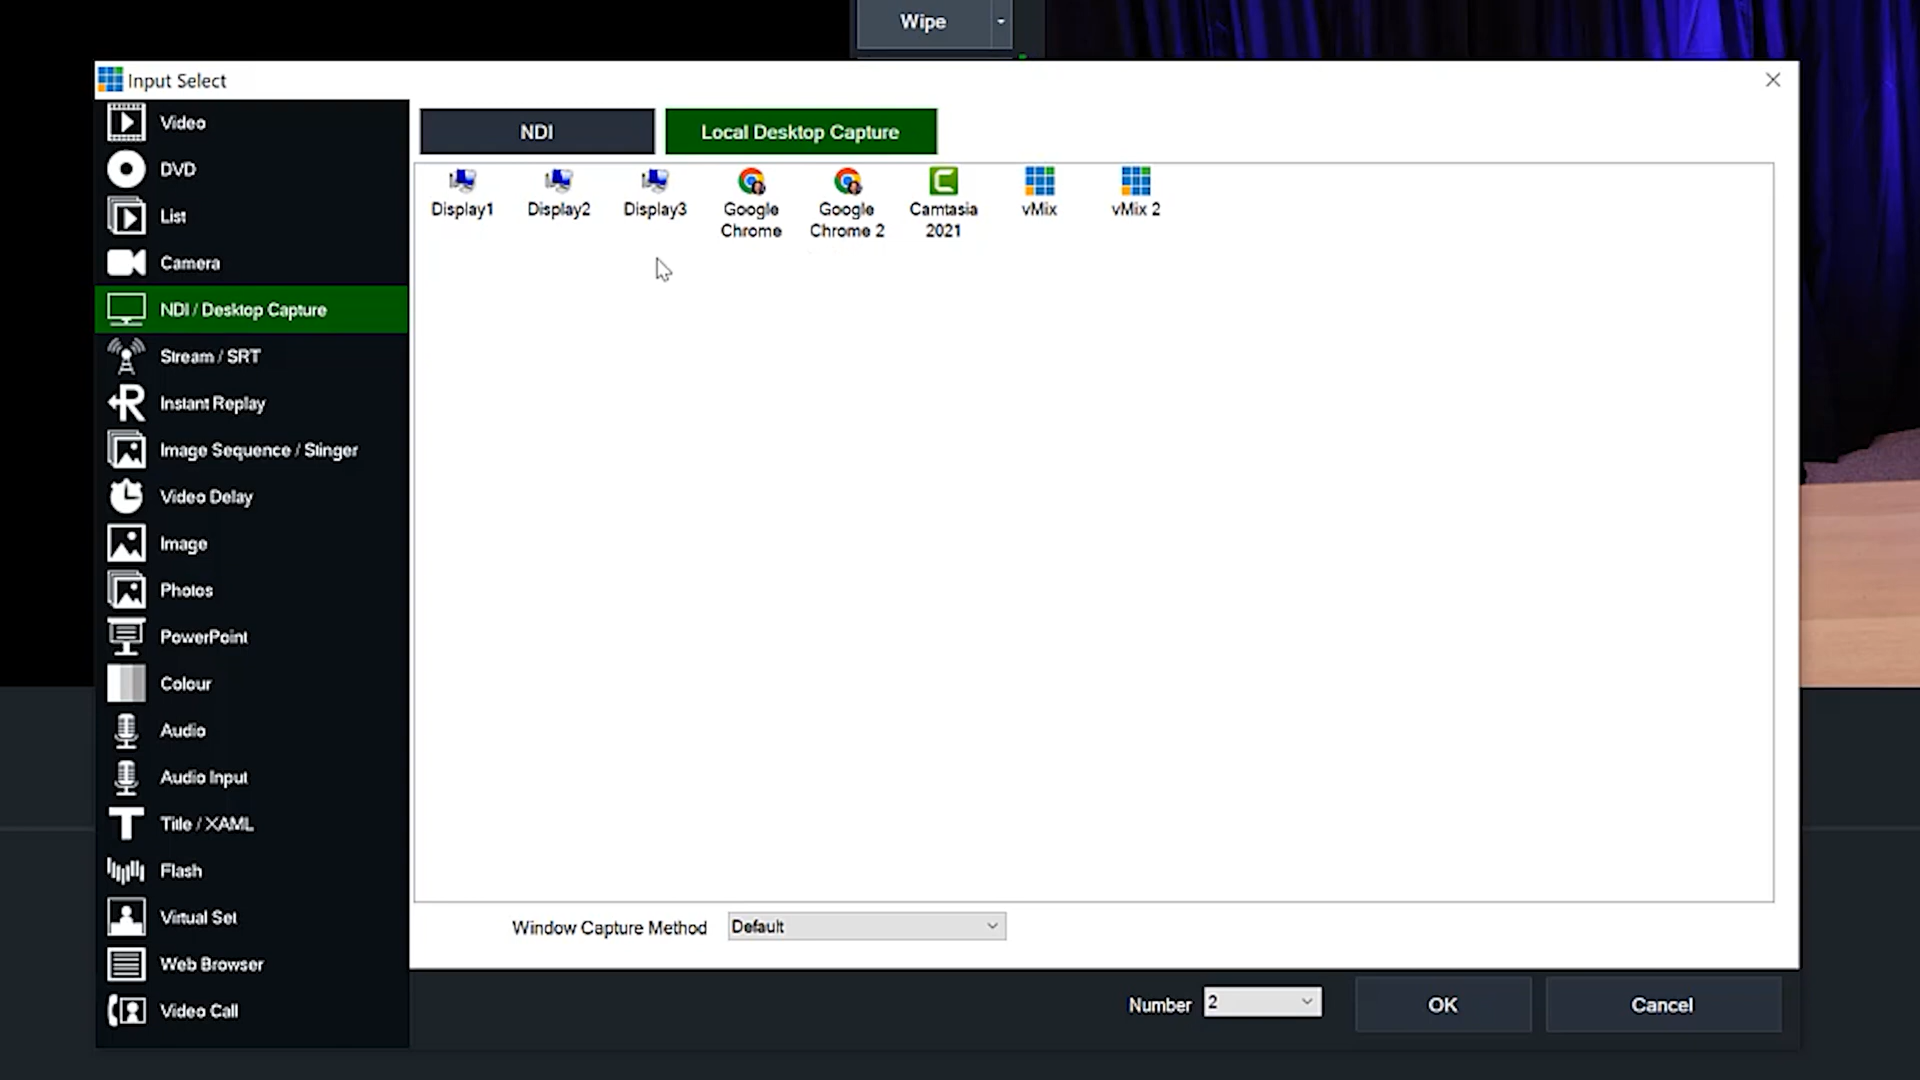 Wipe
Input Select
Video
DVD
List
Camera
NDI / Desktop Capture
Stream / SRT
Instant Replay
Image Sequence / Stinger
Video Delay
Image
Photos
PowerPoint
Colour
Audio
Audio Input
Title / XAML
Flash
Virtual Set
Web Browser
Video Call
NDI
Local Desktop Capture
Display1
Display2
Display3
Google
Chrome
Google
Chrome 2
Camtasia
2021
vMix
vMix 2
Window Capture Method
Default
Number
2
OK
Cancel